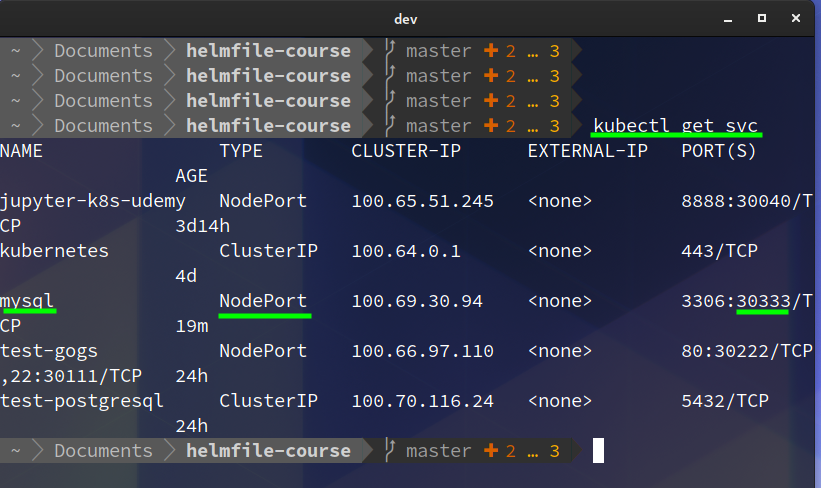 dev
~ Documents helmfile-course master ✚ 2 … 3
~ Documents helmfile-course master ✚ 2 … 3
~ Documents helmfile-course master ✚ 2 … 3
~ Documents helmfile-course master ✚ 2 … 3 kubectl get svc
NAME TYPE CLUSTER-IP EXTERNAL-IP PORT(S)
AGE
jupyter-k8s-udemy NodePort 100.65.51.245 <none> 8888:30040/T
CP 3d14h
kubernetes ClusterIP 100.64.0.1 <none> 443/TCP
4d
mysql NodePort 100.69.30.94 <none> 3306:30333/T
CP 19m
test-gogs NodePort 100.66.97.110 <none> 80:30222/TCP
,22:30111/TCP 24h
test-postgresql ClusterIP 100.70.116.24 <none> 5432/TCP
24h
~ Documents helmfile-course master ✚ 2 … 3